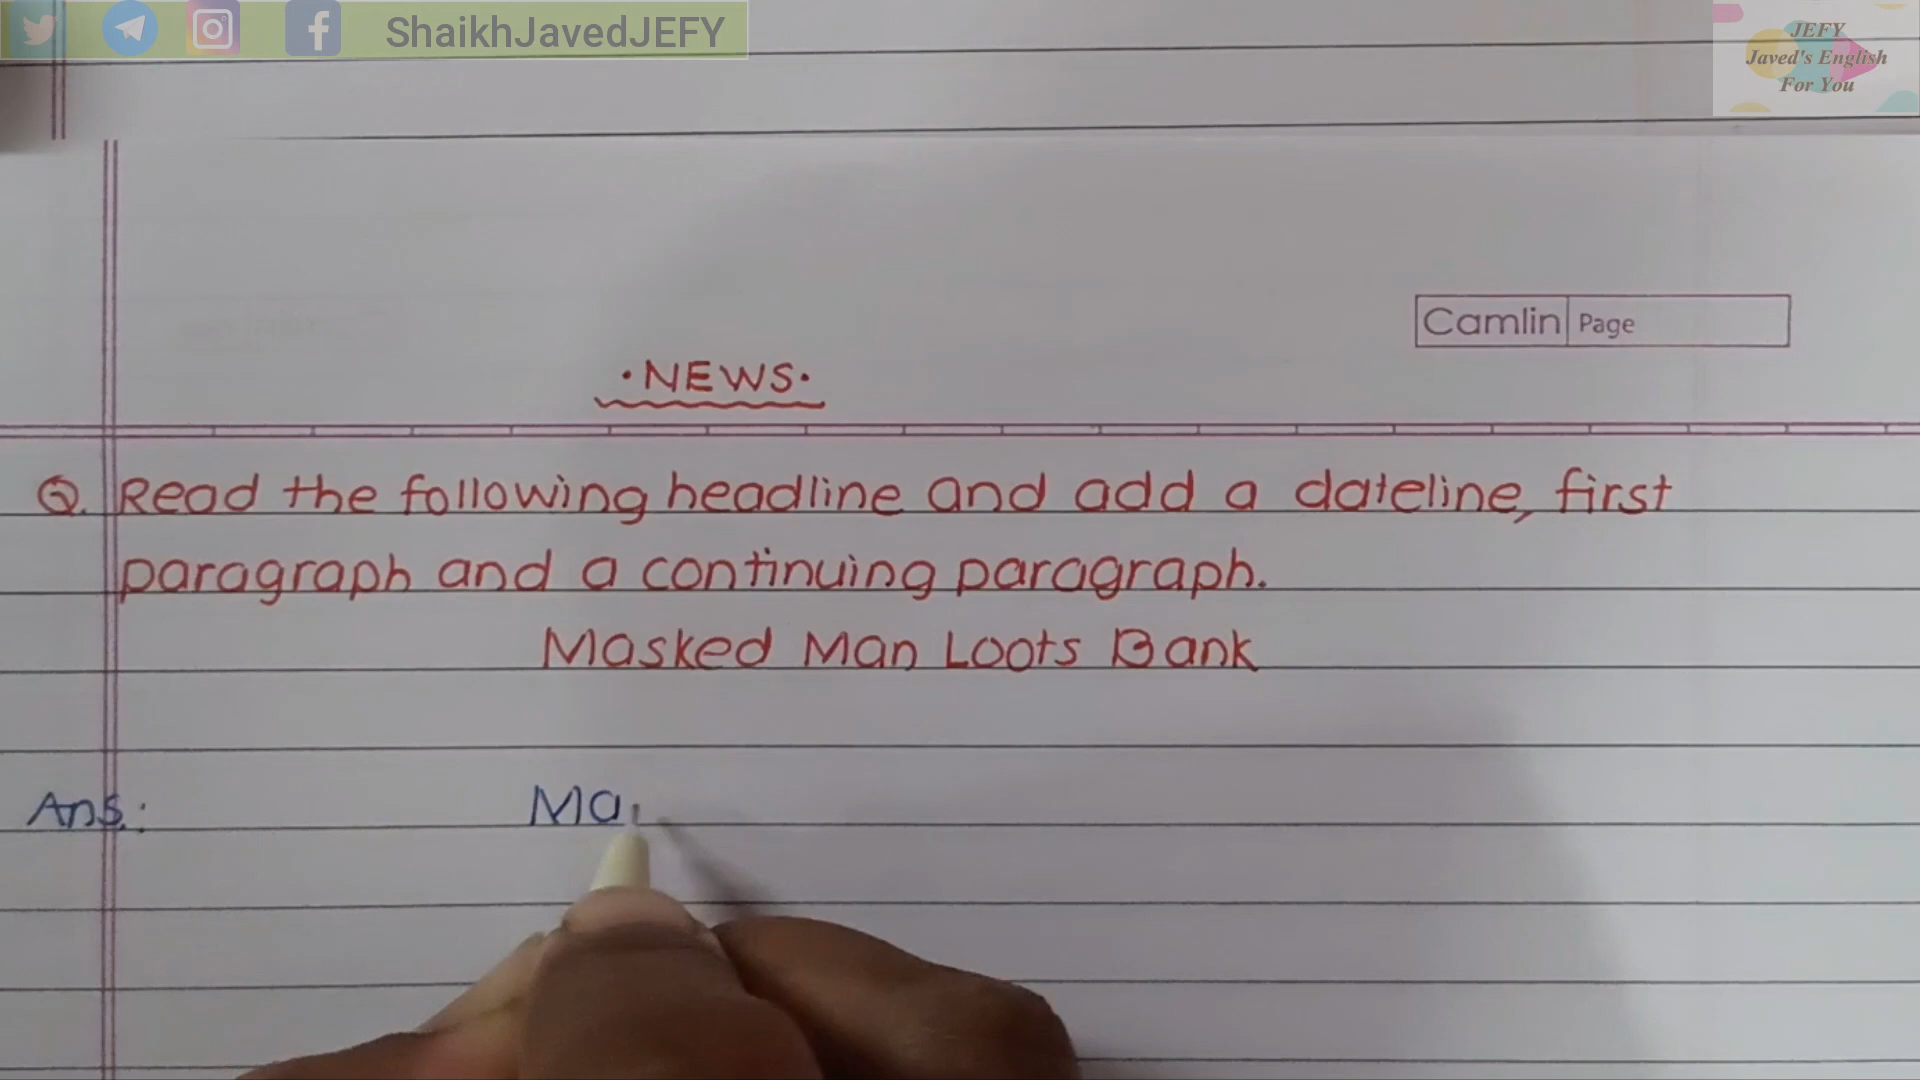 ShaikhJavedJEFY
JEFY
Javed's English
For You
Camlin Page
·NEWS·
Q. Read the following headline and add a dateline, first
paragraph and a continuing paragraph.
Masked Man Loots Bank
Ans.: Ma